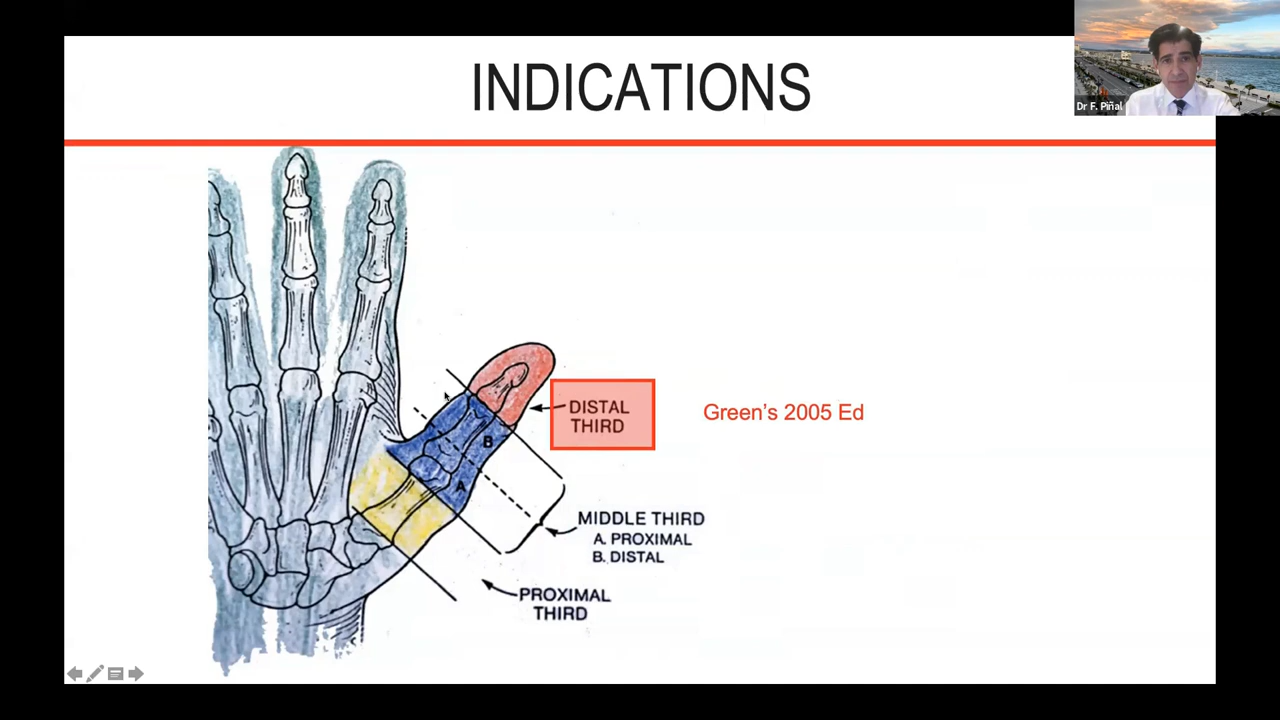 INDICATIONS
Dr F. Piñal
DISTAL
THIRD
Green's 2005 Ed
B
A
MIDDLE THIRD
A. PROXIMAL
B. DISTAL
PROXIMAL
THIRD